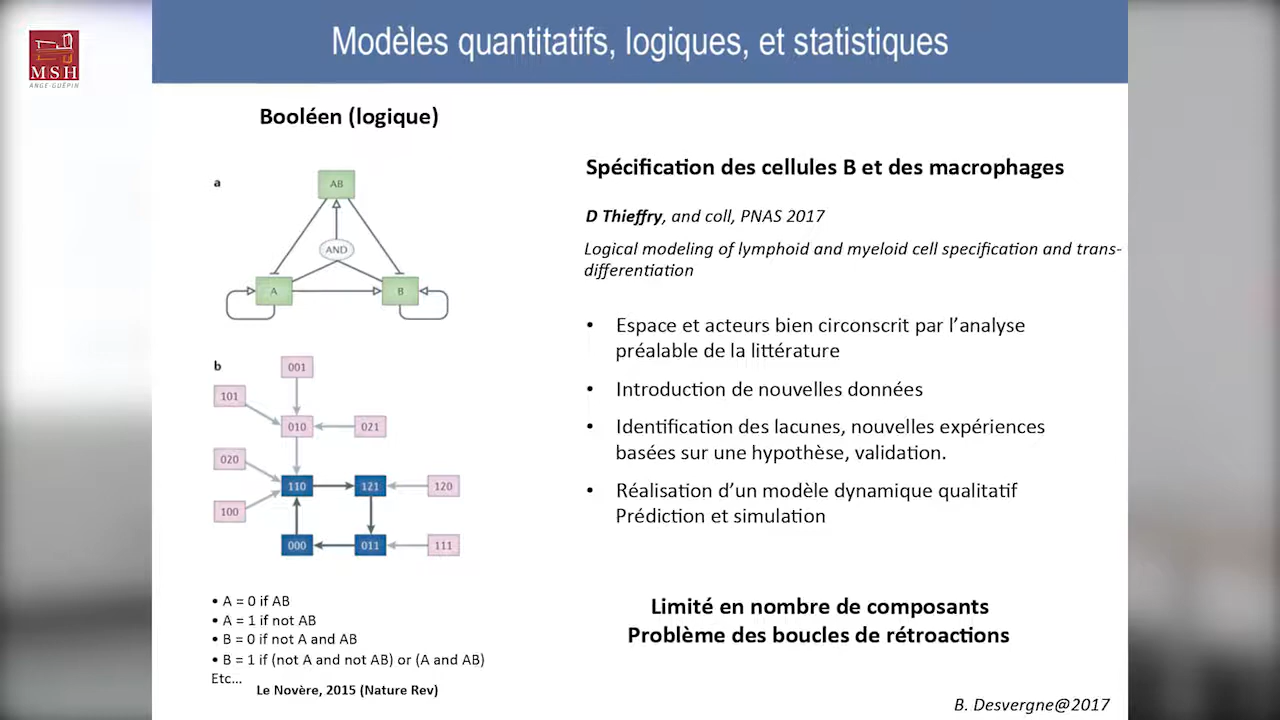 MSH
ANGE-GUÉPIN
Modèles quantitatifs, logiques, et statistiques
Booléen (logique)
a
AB
AND
A
B
b
001
101
010
021
020
110
121
120
100
000
011
111
• A = 0 if AB
• A = 1 if not AB
• B = 0 if not A and AB
• B = 1 if (not A and not AB) or (A and AB)
Etc...
Le Novère, 2015 (Nature Rev)
Spécification des cellules B et des macrophages
D Thieffry, and coll, PNAS 2017
Logical modeling of lymphoid and myeloid cell specification and trans-
differentiation
• Espace et acteurs bien circonscrit par l’analyse
préalable de la littérature
• Introduction de nouvelles données
• Identification des lacunes, nouvelles expériences
basées sur une hypothèse, validation.
• Réalisation d’un modèle dynamique qualitatif
Prédiction et simulation
Limité en nombre de composants
Problème des boucles de rétroactions
B. Desvergne@2017